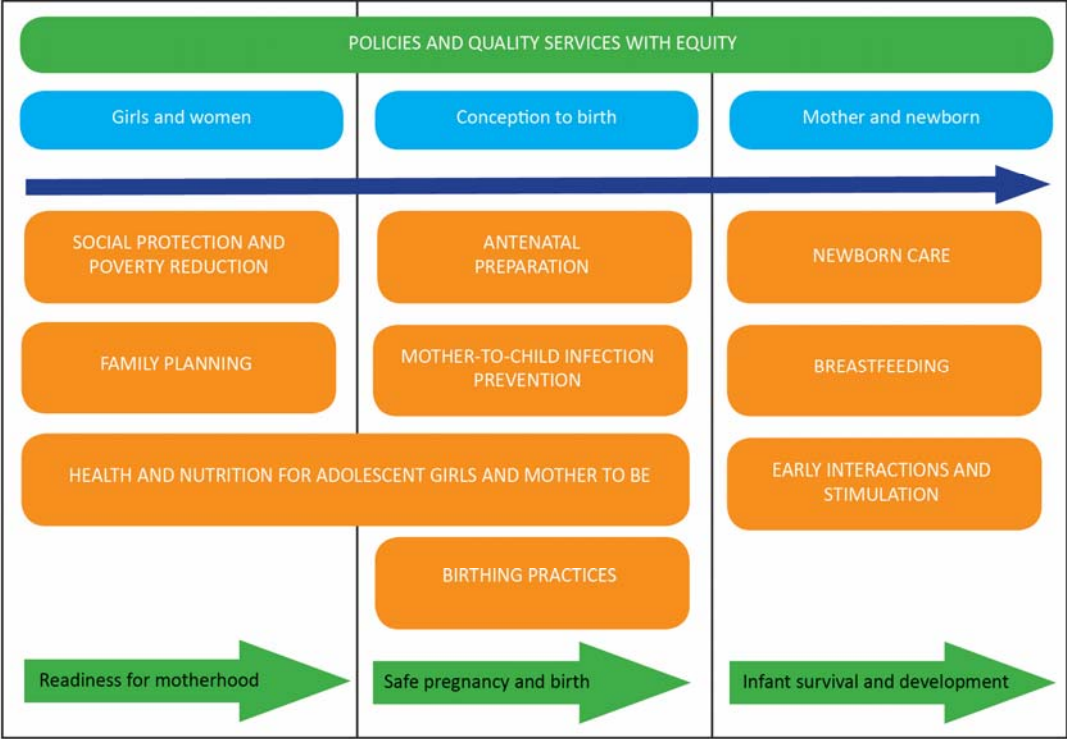 POLICIES AND QUALITY SERVICES WITH EQUITY
Girls and women
Conception to birth
Mother and newborn
SOCIAL PROTECTION AND
POVERTY REDUCTION
ANTENATAL
PREPARATION
NEWBORN CARE
FAMILY PLANNING
MOTHER-TO-CHILD INFECTION
PREVENTION
BREASTFEEDING
HEALTH AND NUTRITION FOR ADOLESCENT GIRLS AND MOTHER TO BE
EARLY INTERACTIONS AND
STIMULATION
BIRTHING PRACTICES
Readiness for motherhood
Safe pregnancy and birth
Infant survival and development